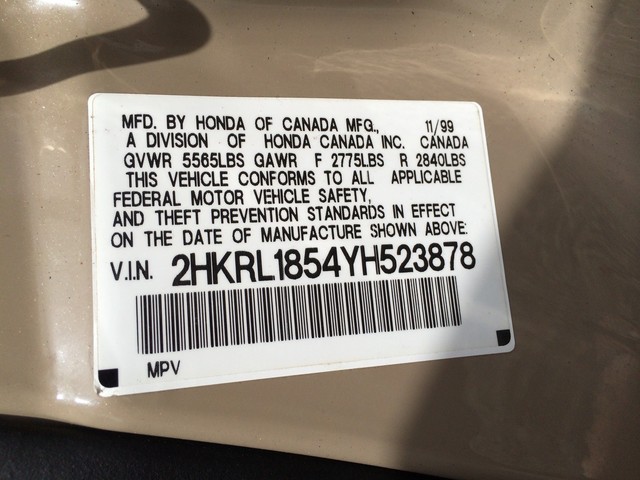 MFD. BY HONDA OF CANADA MFG., 11/99
A DIVISION OF HONDA CANADA INC. CANADA
GVWR 5565LBS GAWR F 2775LBS R 2840LBS
THIS VEHICLE CONFORMS TO ALL APPLICABLE
FEDERAL MOTOR VEHICLE SAFETY,
AND THEFT PREVENTION STANDARDS IN EFFECT
ON THE DATE OF MANUFACTURE SHOWN ABOVE:
V.I.N. 2HKRL1854YH523878
MPV